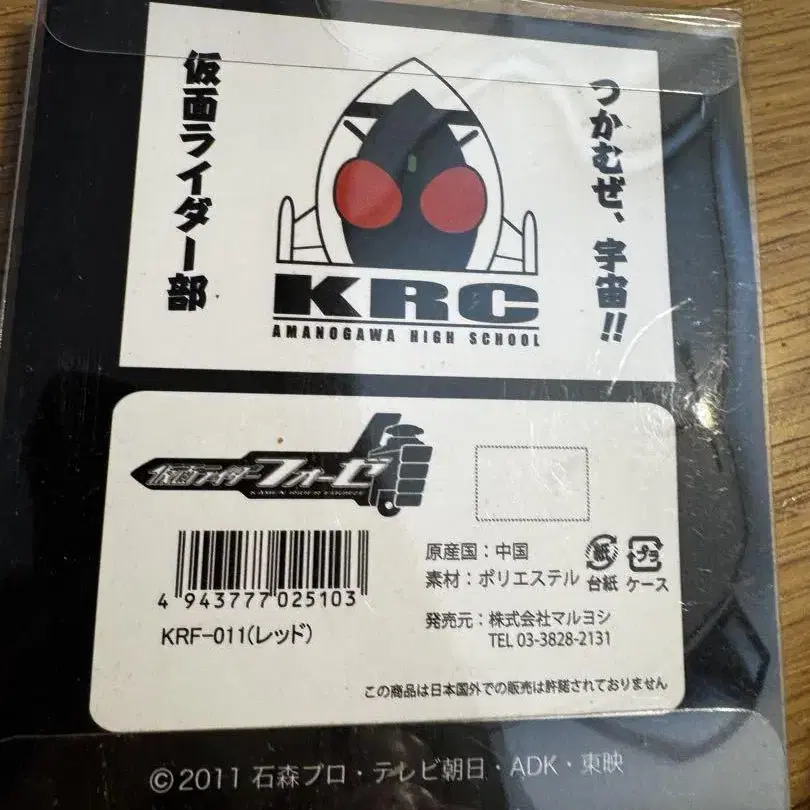 仮面ライダー部
つかむぜ、宇宙!!
KRC
AMANOGAWA HIGH SCHOOL
仮面ライダーフォーゼ
KAMEN RIDER FOURZE
4 943777 025103
KRF-011(レッド)
原産国：中国
素材：ポリエステル
発売元：株式会社マルヨシ
TEL 03-3828-2131
紙
台紙
プラ
ケース
この商品は日本国外での販売は許諾されておりません
©2011 石森プロ・テレビ朝日・ADK・東映